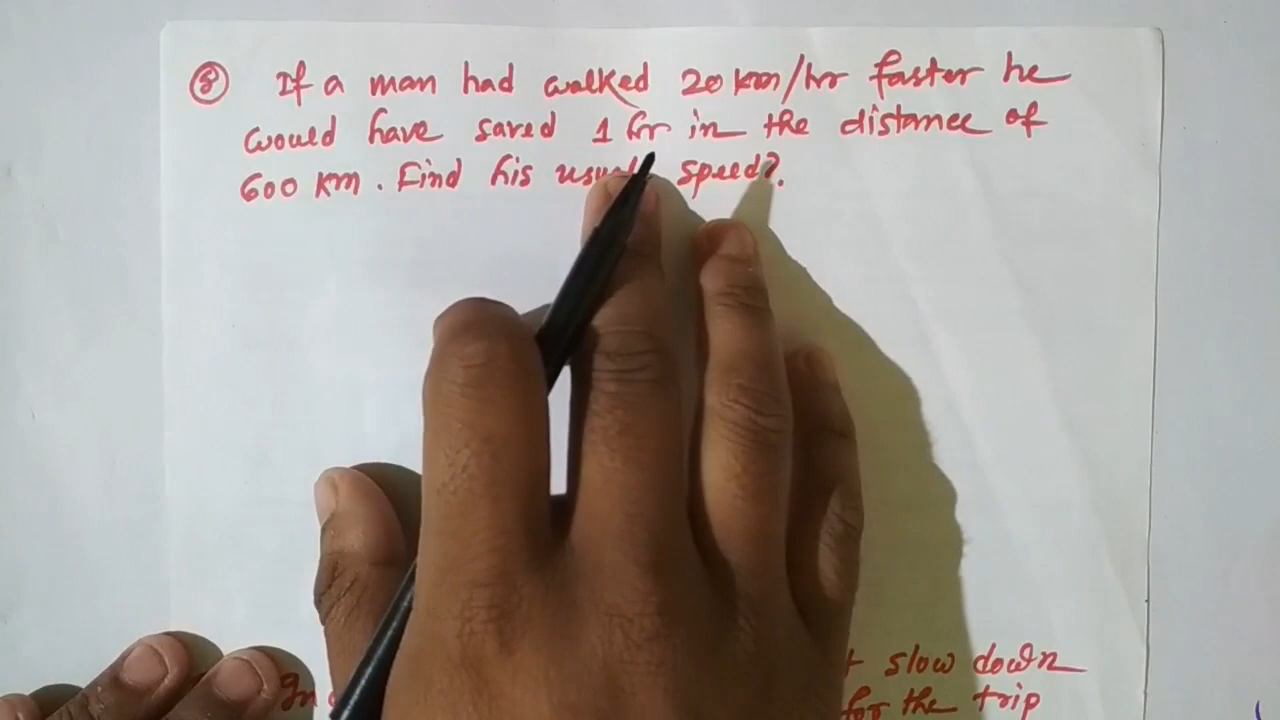 8 If a man had walked 20 km/hr faster he
would have saved 1 hr in the distance of
600 km. Find his speed?.
slow down
In for the trip